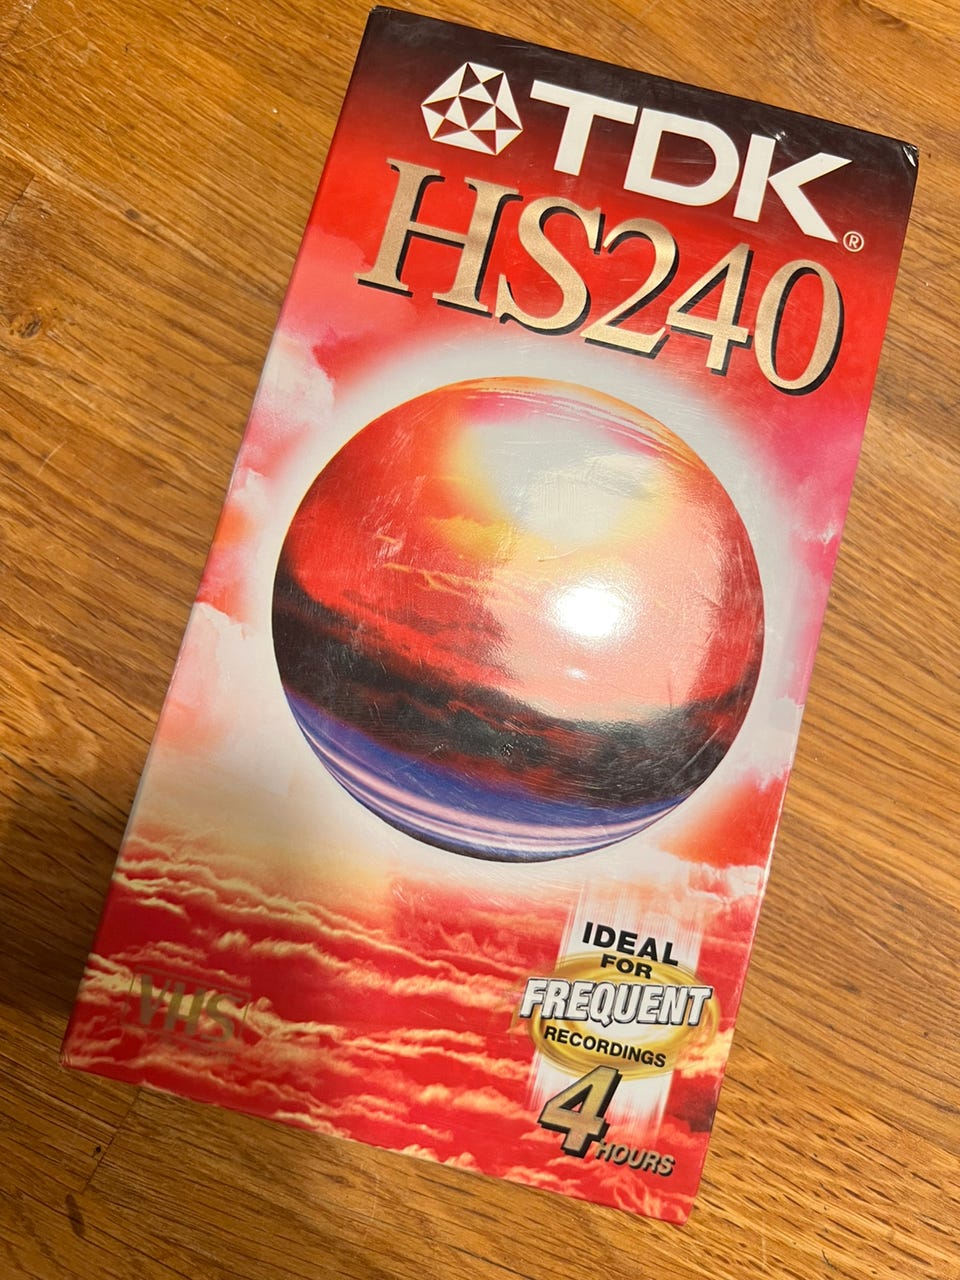 TDK®
HS240
IDEAL
FOR
FREQUENT
RECORDINGS
4
HOURS
VHS